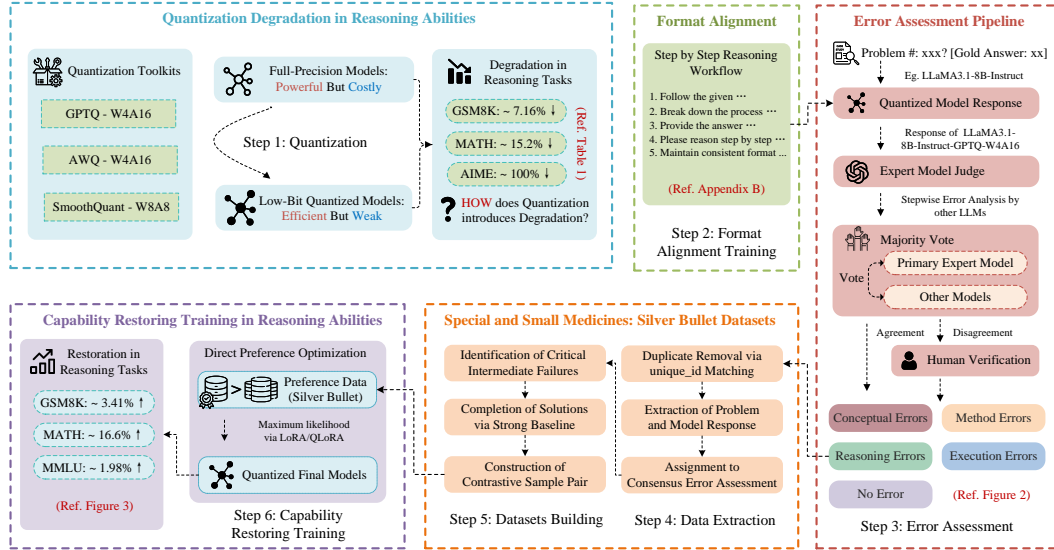 Quantization Degradation in Reasoning Abilities
Quantization Toolkits
GPTQ - W4A16
AWQ - W4A16
SmoothQuant - W8A8
Full-Precision Models:
Powerful But Costly
Step 1: Quantization
Low-Bit Quantized Models:
Efficient But Weak
Degradation in
Reasoning Tasks
GSM8K: ~ 7.16% ↓
MATH: ~ 15.2% ↓
AIME: ~ 100% ↓
(Ref. Table 1)
? HOW does Quantization
introduces Degradation?
Format Alignment
Step by Step Reasoning
Workflow
1. Follow the given ···
2. Break down the process ···
3. Provide the answer ···
4. Please reason step by step ···
5. Maintain consistent format ...
(Ref. Appendix B)
Step 2: Format
Alignment Training
Error Assessment Pipeline
Problem #: xxx? [Gold Answer: xx]
Eg. LLaMA3.1-8B-Instruct
Quantized Model Response
Response of LLaMA3.1-
8B-Instruct-GPTQ-W4A16
Expert Model Judge
Stepwise Error Analysis by
other LLMs
Majority Vote
Vote
Primary Expert Model
Other Models
Agreement
Disagreement
Human Verification
Conceptual Errors
Method Errors
Reasoning Errors
Execution Errors
No Error
(Ref. Figure 2)
Step 3: Error Assessment
Special and Small Medicines: Silver Bullet Datasets
Identification of Critical
Intermediate Failures
Completion of Solutions
via Strong Baseline
Construction of
Contrastive Sample Pair
Step 5: Datasets Building
Duplicate Removal via
unique_id Matching
Extraction of Problem
and Model Response
Assignment to
Consensus Error Assessment
Step 4: Data Extraction
Capability Restoring Training in Reasoning Abilities
Restoration in
Reasoning Tasks
GSM8K: ~ 3.41% ↑
MATH: ~ 16.6% ↑
MMLU: ~ 1.98% ↑
(Ref. Figure 3)
Direct Preference Optimization
>
Preference Data
(Silver Bullet)
Maximum likelihood
via LoRA/QLoRA
Quantized Final Models
Step 6: Capability
Restoring Training